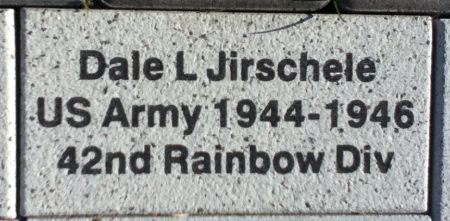 Dale L Jirschele
US Army 1944-1946
42nd Rainbow Div